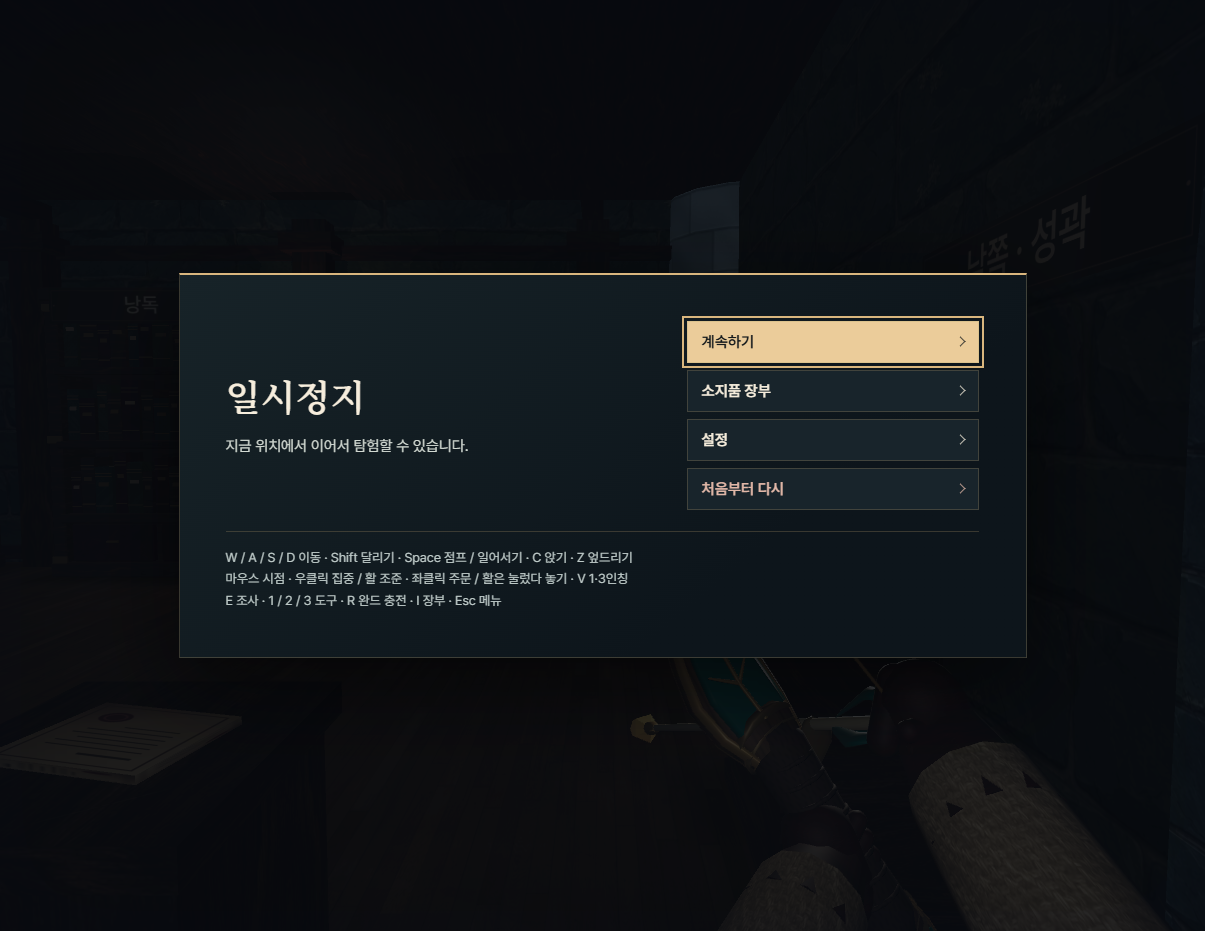 낭독
낙쪽 · 성곽
일시정지
지금 위치에서 이어서 탐험할 수 있습니다.
계속하기
소지품 장부
설정
처음부터 다시
W / A / S / D 이동 · Shift 달리기 · Space 점프 / 일어서기 · C 앉기 · Z 엎드리기
마우스 시점 · 우클릭 집중 / 활 조준 · 좌클릭 주문 / 활은 눌렀다 놓기 · V 1·3인칭
E 조사 · 1 / 2 / 3 도구 · R 완드 충전 · I 장부 · Esc 메뉴